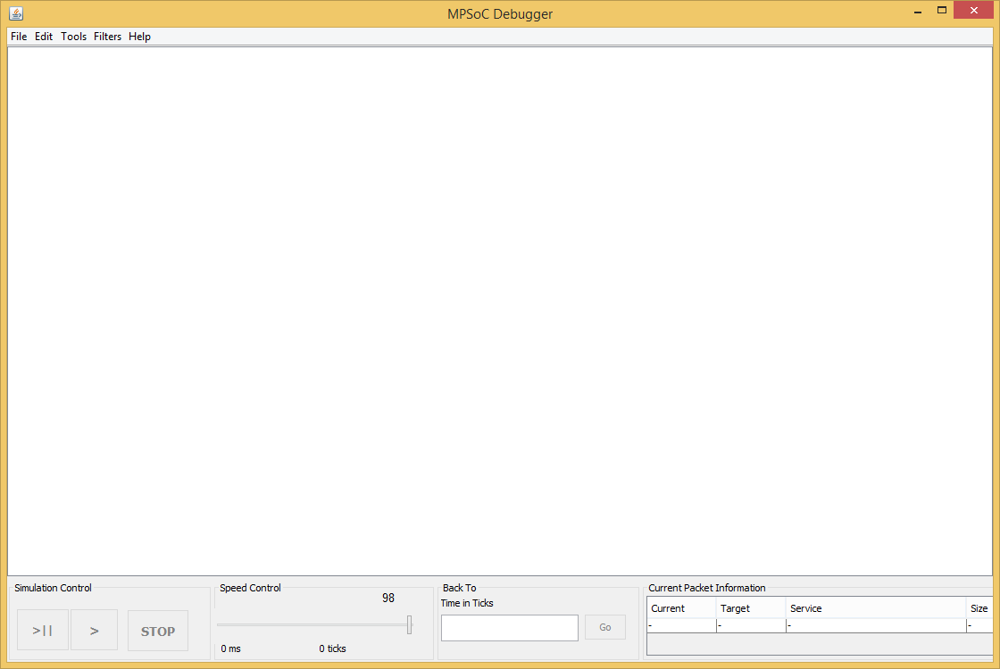 MPSoC Debugger
File Edit Tools Filters Help
Simulation Control
>||
>
STOP
Speed Control
98
0 ms
0 ticks
Back To
Time in Ticks
Go
Current Packet Information
Current Target Service Size
- - - -